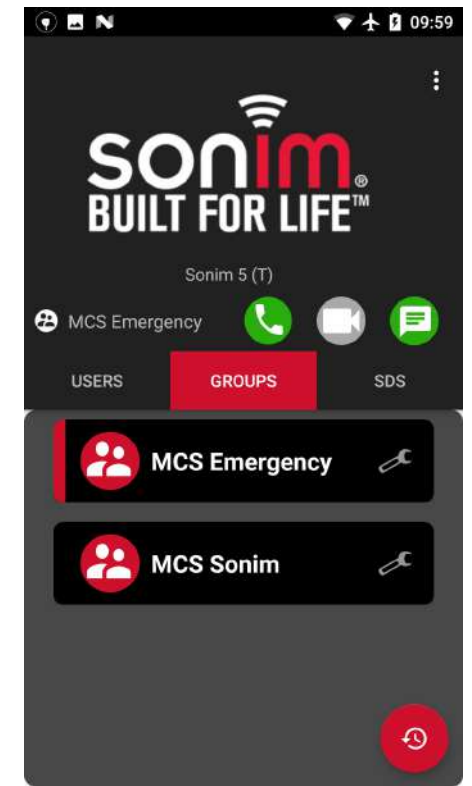 09:59
sonim®
BUILT FOR LIFE™
Sonim 5 (T)
MCS Emergency
USERS GROUPS SDS
MCS Emergency
MCS Sonim